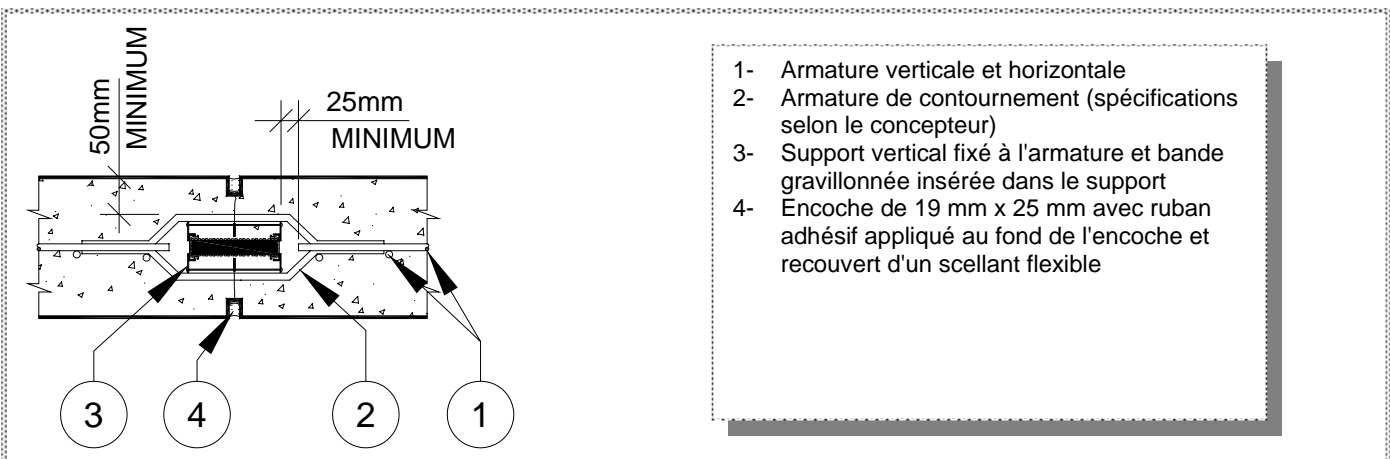 50mm
MINIMUM
25mm
MINIMUM
3
4
2
1
1- Armature verticale et horizontale
2- Armature de contournement (spécifications
selon le concepteur)
3- Support vertical fixé à l'armature et bande
gravillonnée insérée dans le support
4- Encoche de 19 mm x 25 mm avec ruban
adhésif appliqué au fond de l'encoche et
recouvert d'un scellant flexible